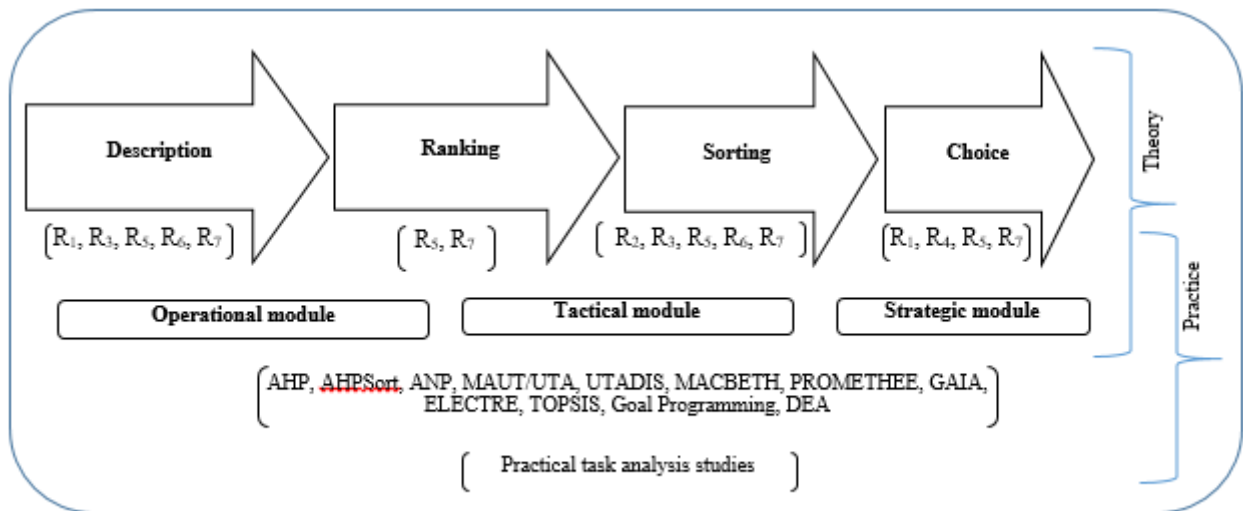 Description
Ranking
Sorting
Choice
Theory
(R₁, R₃, R₅, R₆, R₇)
(R₅, R₇)
(R₂, R₃, R₅, R₆, R₇)
(R₁, R₄, R₅, R₇)
Operational module
Tactical module
Strategic module
Practice
(AHP, AHPSort, ANP, MAUT/UTA, UTADIS, MACBETH, PROMETHEE, GAIA,
ELECTRE, TOPSIS, Goal Programming, DEA)
(Practical task analysis studies)